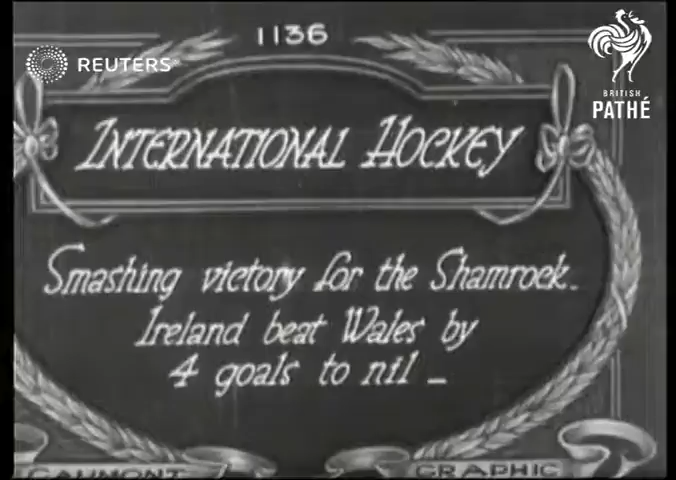 1136
REUTERS
BRITISH
PATHÉ
INTERNATIONAL HOCKEY
Smashing victory for the Shamrock.
Ireland beat Wales by
4 goals to nil _
GAUMONT GRAPHIC